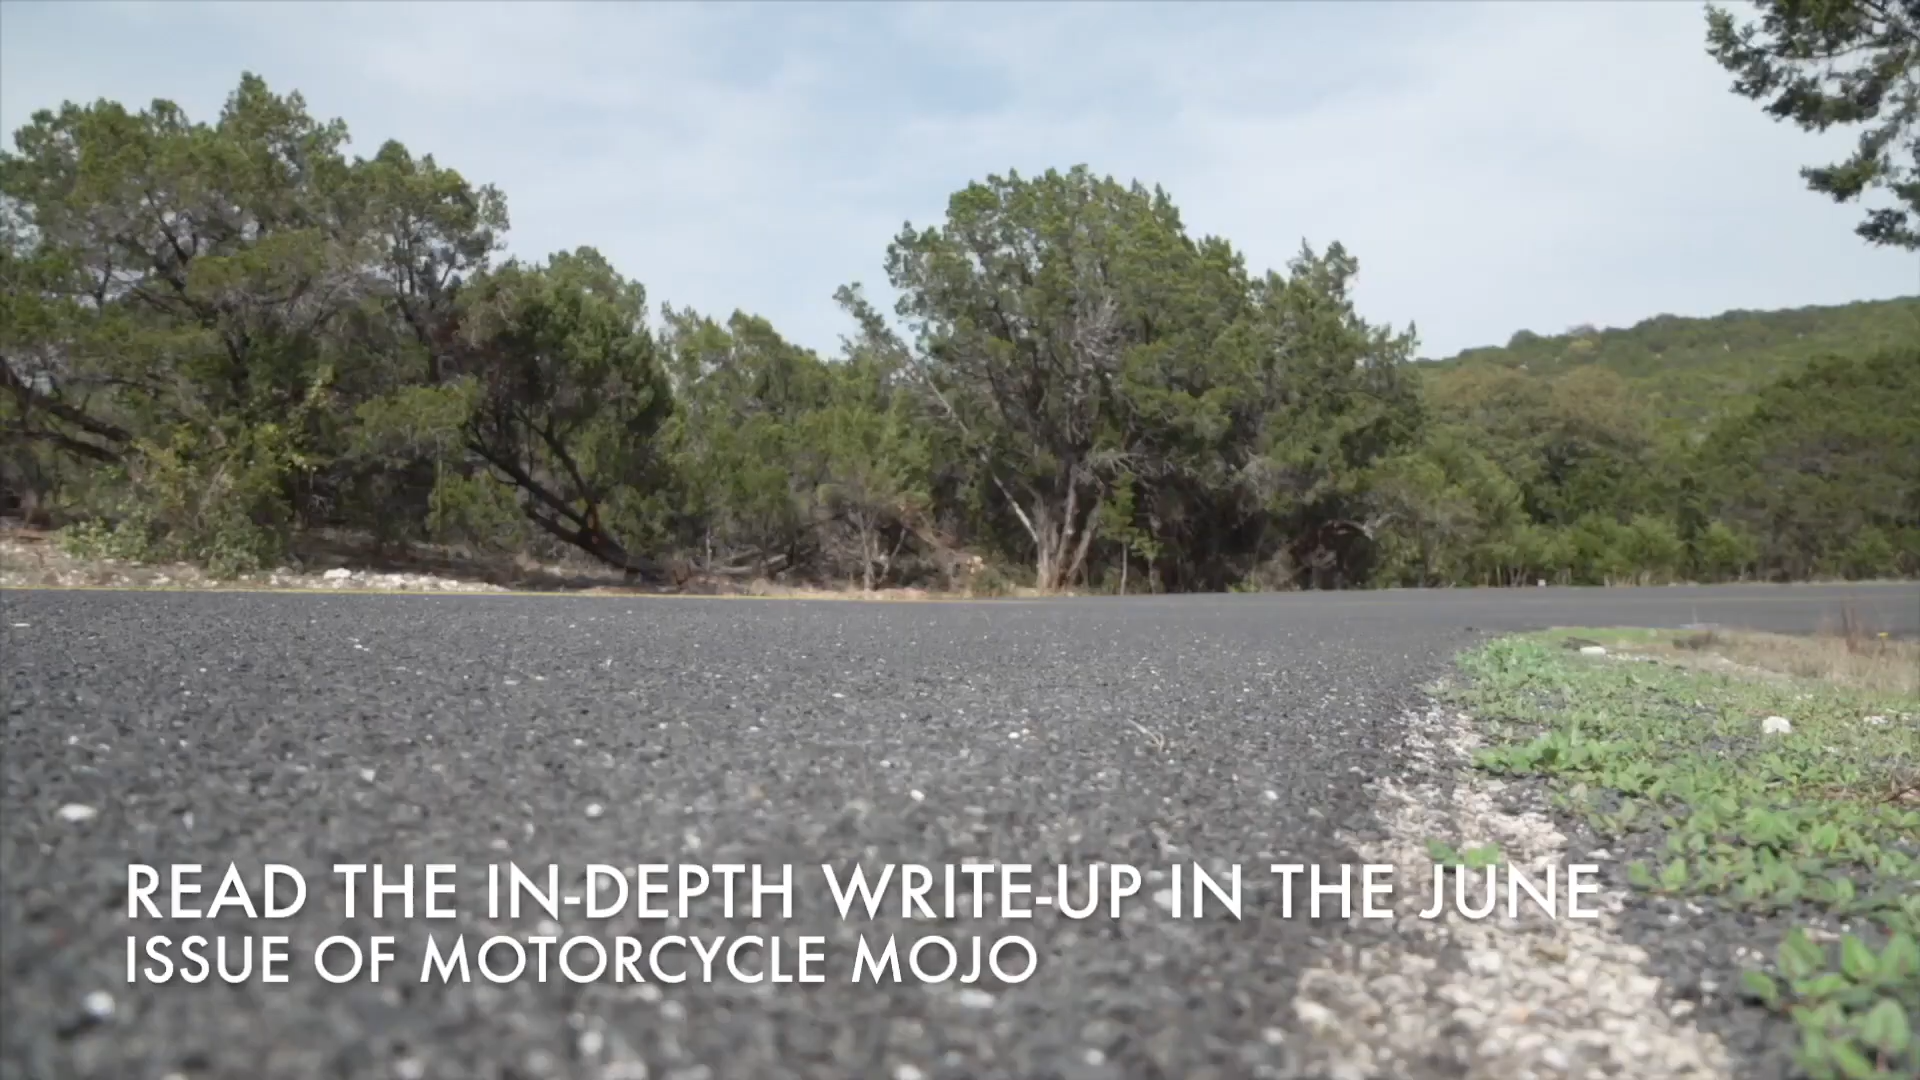 READ THE IN-DEPTH WRITE-UP IN THE JUNE
ISSUE OF MOTORCYCLE MOJO